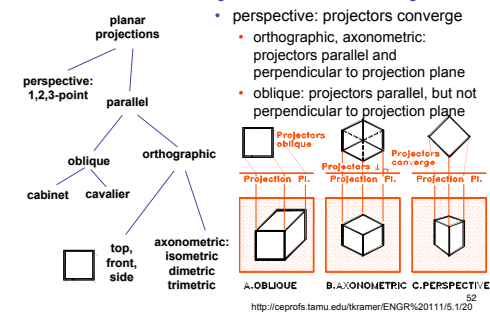 planar
projections
perspective:
1,2,3-point
parallel
oblique
orthographic
cabinet
cavalier
top,
front,
side
axonometric:
isometric
dimetric
trimetric
• perspective: projectors converge
• orthographic, axonometric:
projectors parallel and
perpendicular to projection plane
• oblique: projectors parallel, but not
perpendicular to projection plane
Projectors
oblique
Projection Pl.
A.OBLIQUE
Projectors ⊥
Projection Pl.
B.AXONOMETRIC
Projectors
converge
Projection Pl.
C.PERSPECTIVE
52
http://ceprofs.tamu.edu/tkramer/ENGR%20111/5.1/20